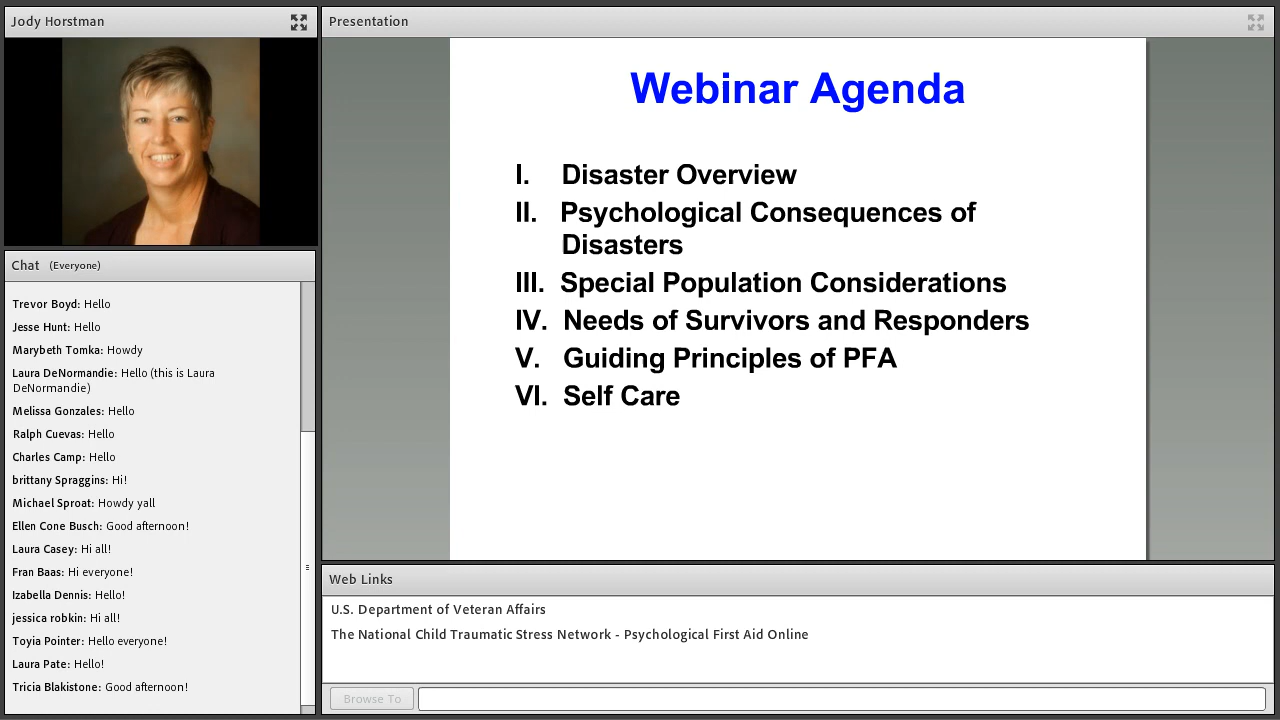 Jody Horstman
Presentation
Webinar Agenda
I. Disaster Overview
II. Psychological Consequences of
Disasters
III. Special Population Considerations
IV. Needs of Survivors and Responders
V. Guiding Principles of PFA
VI. Self Care
Chat (Everyone)
Trevor Boyd: Hello
Jesse Hunt: Hello
Marybeth Tomka: Howdy
Laura DeNormandie: Hello (this is Laura
DeNormandie)
Melissa Gonzales: Hello
Ralph Cuevas: Hello
Charles Camp: Hello
brittany Spraggins: Hi!
Michael Sproat: Howdy yall
Ellen Cone Busch: Good afternoon!
Laura Casey: Hi all!
Fran Baas: Hi everyone!
Izabella Dennis: Hello!
jessica robkin: Hi all!
Toyia Pointer: Hello everyone!
Laura Pate: Hello!
Tricia Blakistone: Good afternoon!
Web Links
U.S. Department of Veteran Affairs
The National Child Traumatic Stress Network - Psychological First Aid Online
Browse To